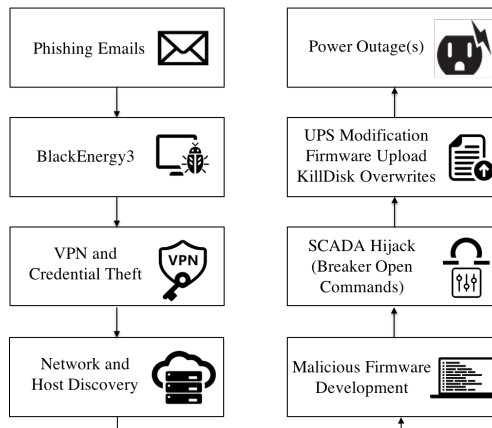 Phishing Emails
BlackEnergy3
VPN and
Credential Theft
VPN
Network and
Host Discovery
Power Outage(s)
UPS Modification
Firmware Upload
KillDisk Overwrites
SCADA Hijack
(Breaker Open
Commands)
Malicious Firmware
Development